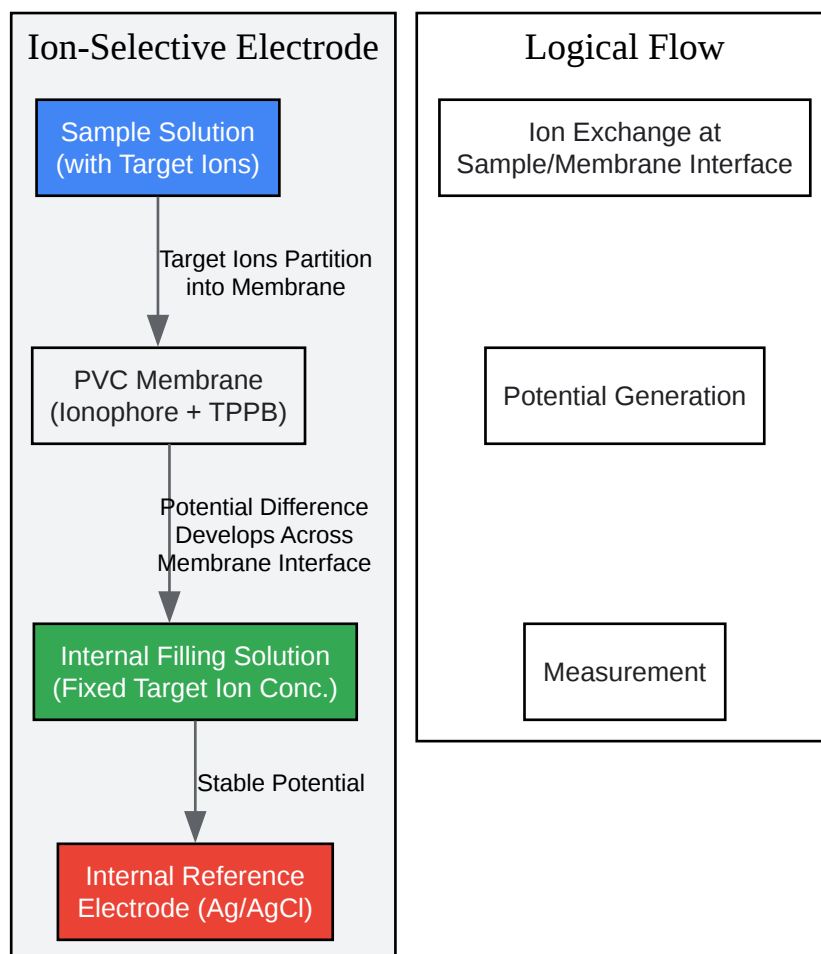 Ion-Selective Electrode
Sample Solution
(with Target Ions)
Target Ions Partition
into Membrane
PVC Membrane
(Ionophore + TPPB)
Potential Difference
Develops Across
Membrane Interface
Internal Filling Solution
(Fixed Target Ion Conc.)
Stable Potential
Internal Reference
Electrode (Ag/AgCl)
Logical Flow
Ion Exchange at
Sample/Membrane Interface
Potential Generation
Measurement